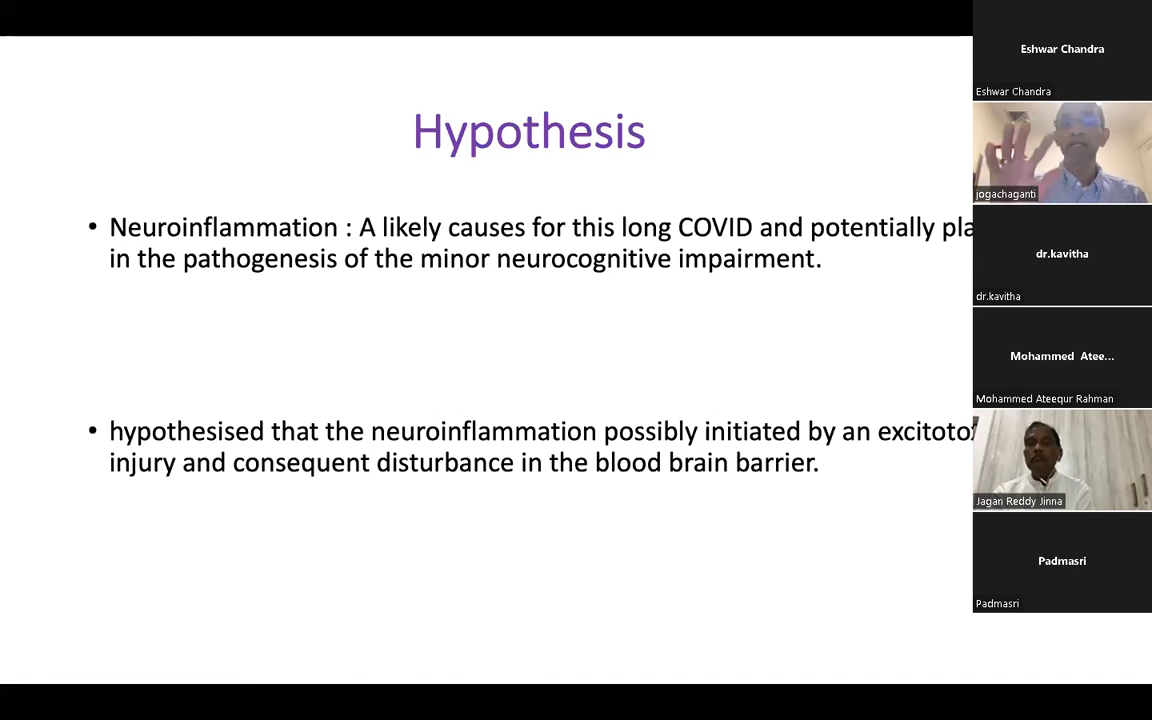 Hypothesis
• Neuroinflammation : A likely causes for this long COVID and potentially
in the pathogenesis of the minor neurocognitive impairment.
• hypothesised that the neuroinflammation possibly initiated by an
injury and consequent disturbance in the blood brain barrier.
Eshwar Chandra
Eshwar Chandra
jogachaganti
dr.kavitha
dr.kavitha
Mohammed Atee...
Mohammed Ateequr Rahman
Jagan Reddy Jinna
Padmasri
Padmasri